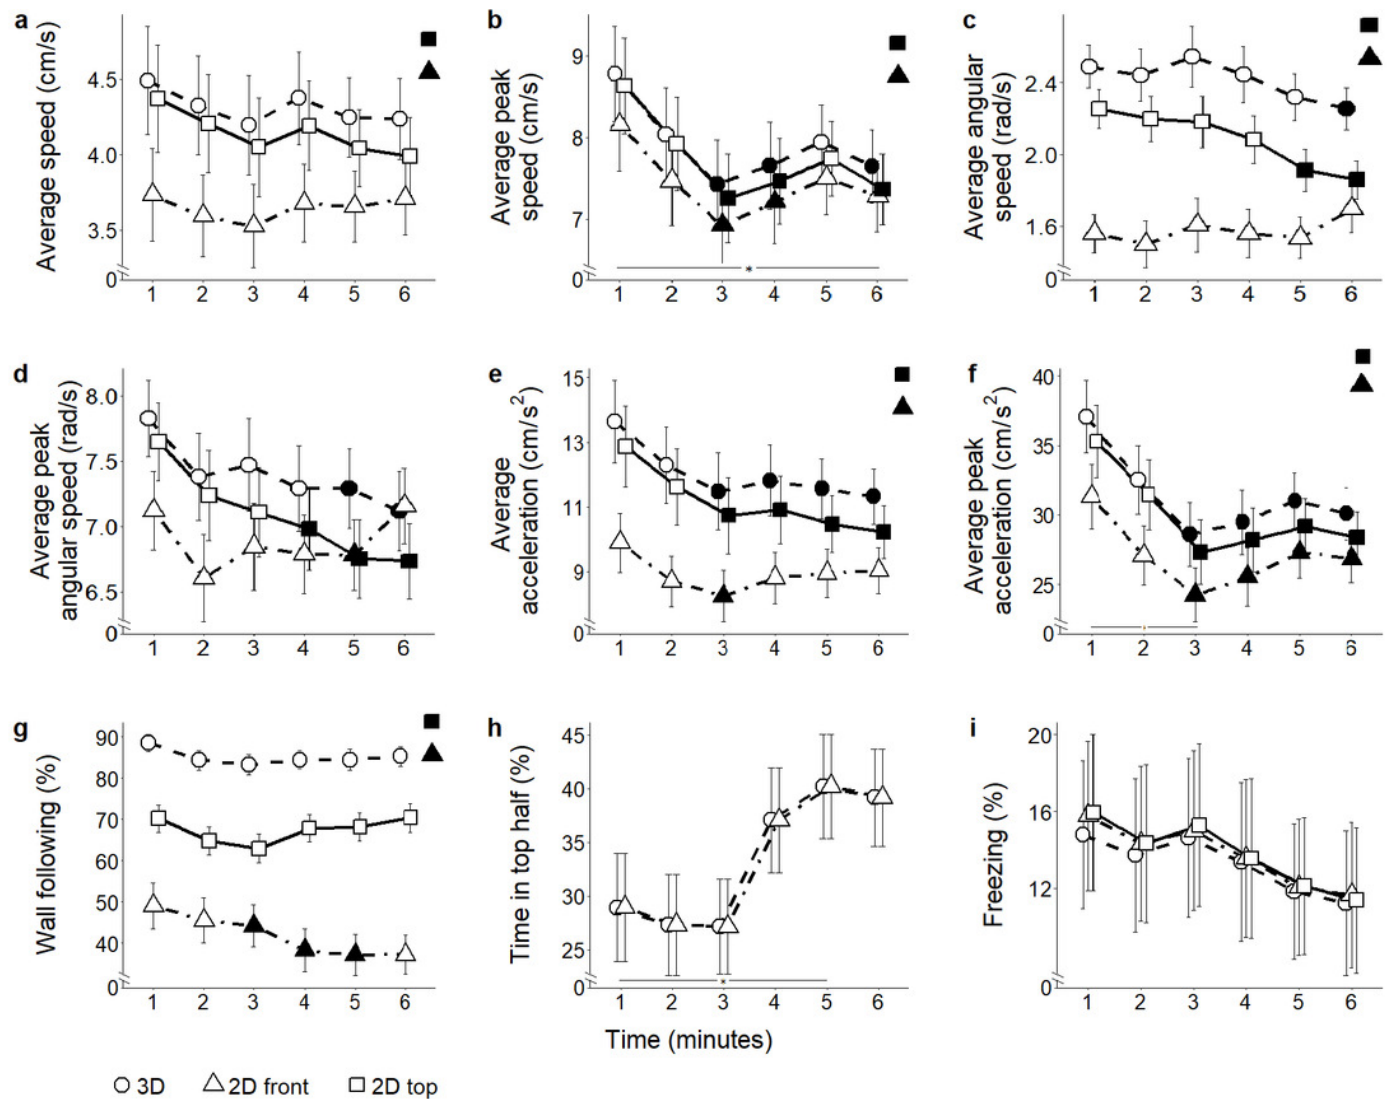 a
b
c
Average speed (cm/s)
4.5
4.0
3.5
0
1 2 3 4 5 6
Average peak
speed (cm/s)
9
8
7
0
*
1 2 3 4 5 6
Average angular
speed (rad/s)
2.4
2.0
1.6
0
1 2 3 4 5 6
d
e
f
Average peak
angular speed (rad/s)
8.0
7.5
7.0
6.5
0
1 2 3 4 5 6
Average
acceleration (cm/s²)
15
13
11
9
0
1 2 3 4 5 6
Average peak
acceleration (cm/s²)
40
35
30
25
0
*
1 2 3 4 5 6
g
h
i
Wall following (%)
90
80
70
60
50
40
0
1 2 3 4 5 6
Time in top half (%)
45
40
35
30
25
0
*
1 2 3 4 5 6
Freezing (%)
20
16
12
0
1 2 3 4 5 6
Time (minutes)
3D 2D front 2D top